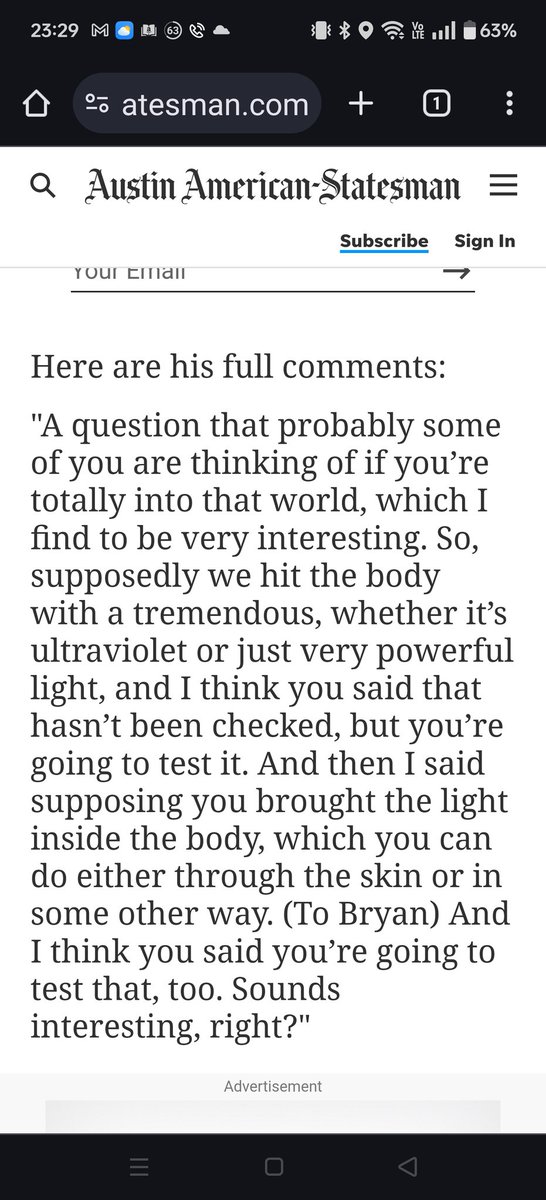 23:29 63 Vo LTE 63%
atesman.com 1
Austin American-Statesman
Subscribe Sign In
Your Email
Here are his full comments:
"A question that probably some
of you are thinking of if you’re
totally into that world, which I
find to be very interesting. So,
supposedly we hit the body
with a tremendous, whether it’s
ultraviolet or just very powerful
light, and I think you said that
hasn’t been checked, but you’re
going to test it. And then I said
supposing you brought the light
inside the body, which you can
do either through the skin or in
some other way. (To Bryan) And
I think you said you’re going to
test that, too. Sounds
interesting, right?"
Advertisement